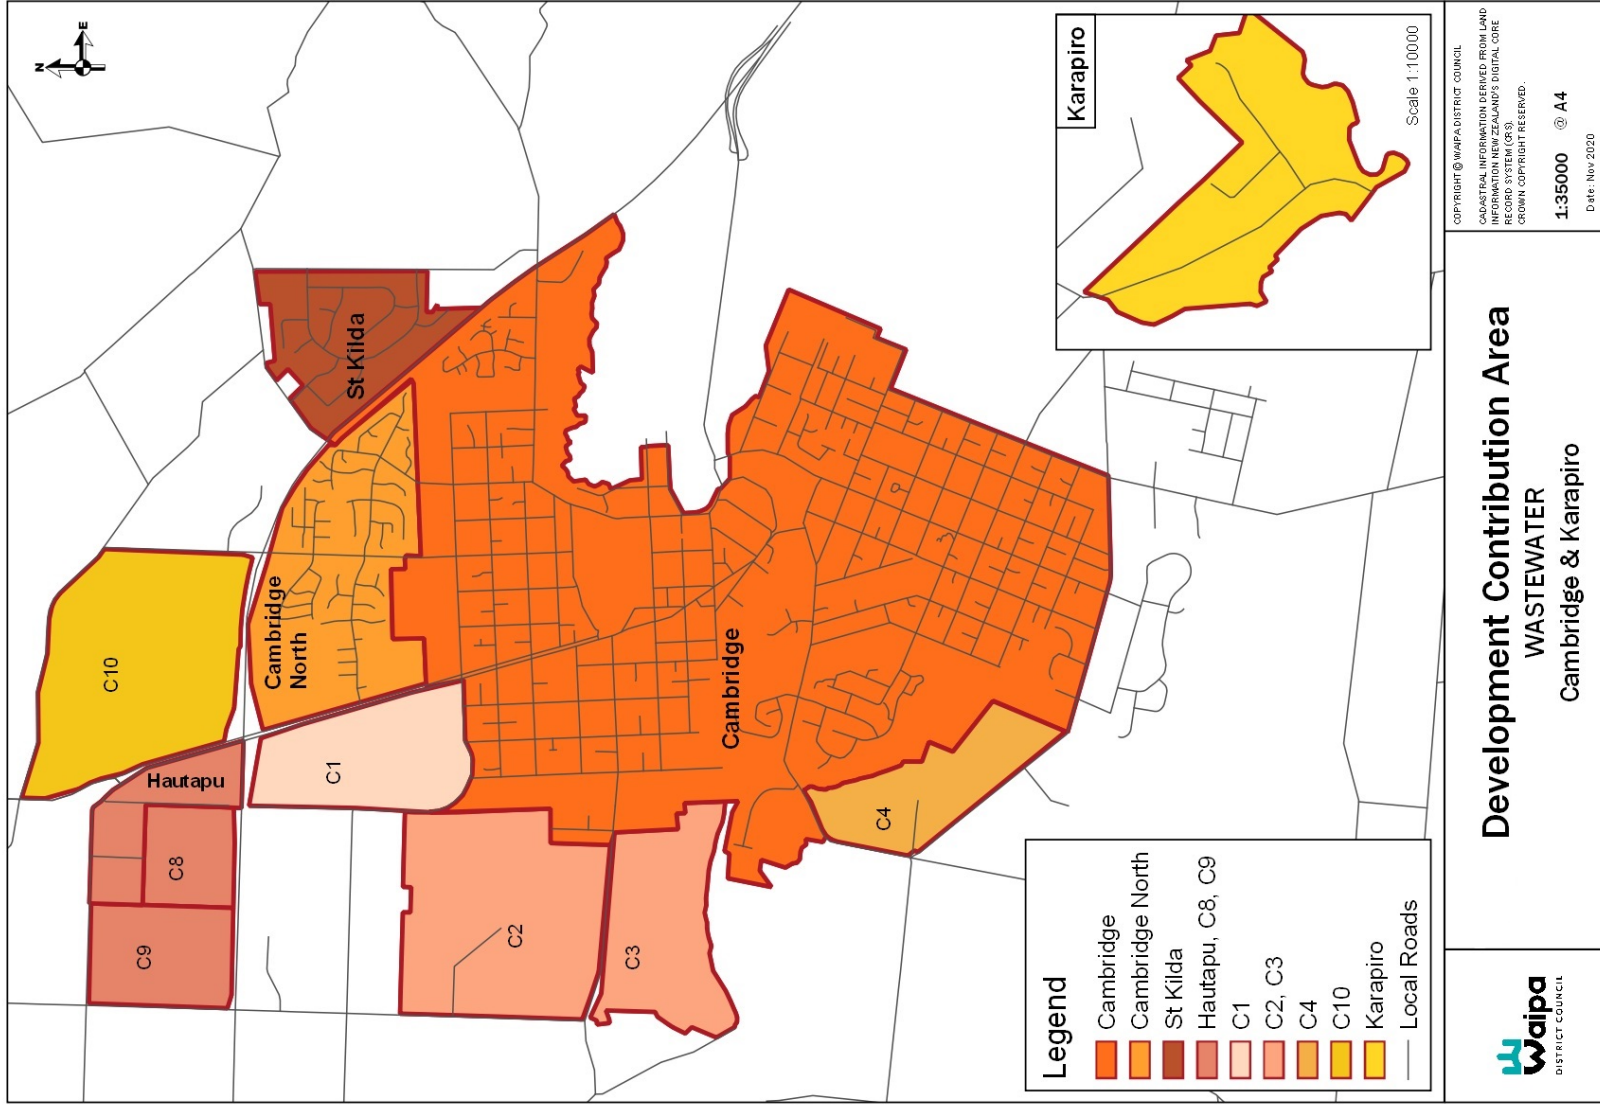 N
E
St Kilda
C10
Cambridge
North
Hautapu
C1
C8
C9
C2
C3
Cambridge
C4
Karapiro
Scale 1:10000
Legend
Cambridge
Cambridge North
St Kilda
Hautapu, C8, C9
C1
C2, C3
C4
C10
Karapiro
Local Roads
Waipa
DISTRICT COUNCIL
Development Contribution Area
WASTEWATER
Cambridge & Karapiro
COPYRIGHT © WAIPA DISTRICT COUNCIL
CADASTRAL INFORMATION DERIVED FROM LAND
INFORMATION NEW ZEALAND'S DIGITAL CORE
RECORD SYSTEM (CRS).
CROWN COPYRIGHT RESERVED.
1:35000 @ A4
Date: Nov 2020